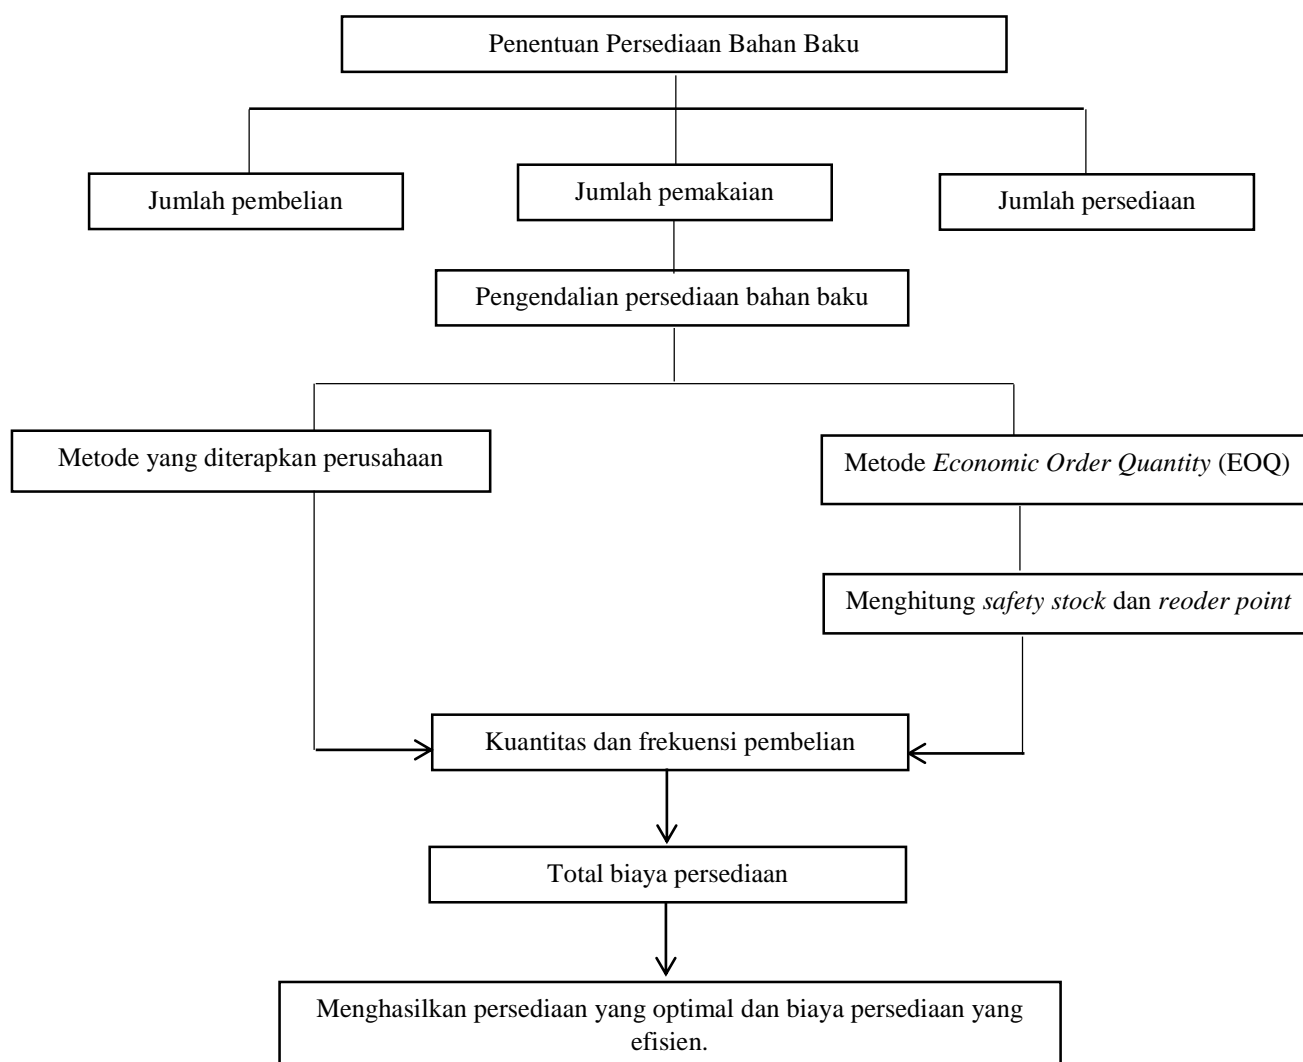 Penentuan Persediaan Bahan Baku
Jumlah pembelian
Jumlah pemakaian
Jumlah persediaan
Pengendalian persediaan bahan baku
Metode yang diterapkan perusahaan
Metode Economic Order Quantity (EOQ)
Menghitung safety stock dan reoder point
Kuantitas dan frekuensi pembelian
Total biaya persediaan
Menghasilkan persediaan yang optimal dan biaya persediaan yang
efisien.